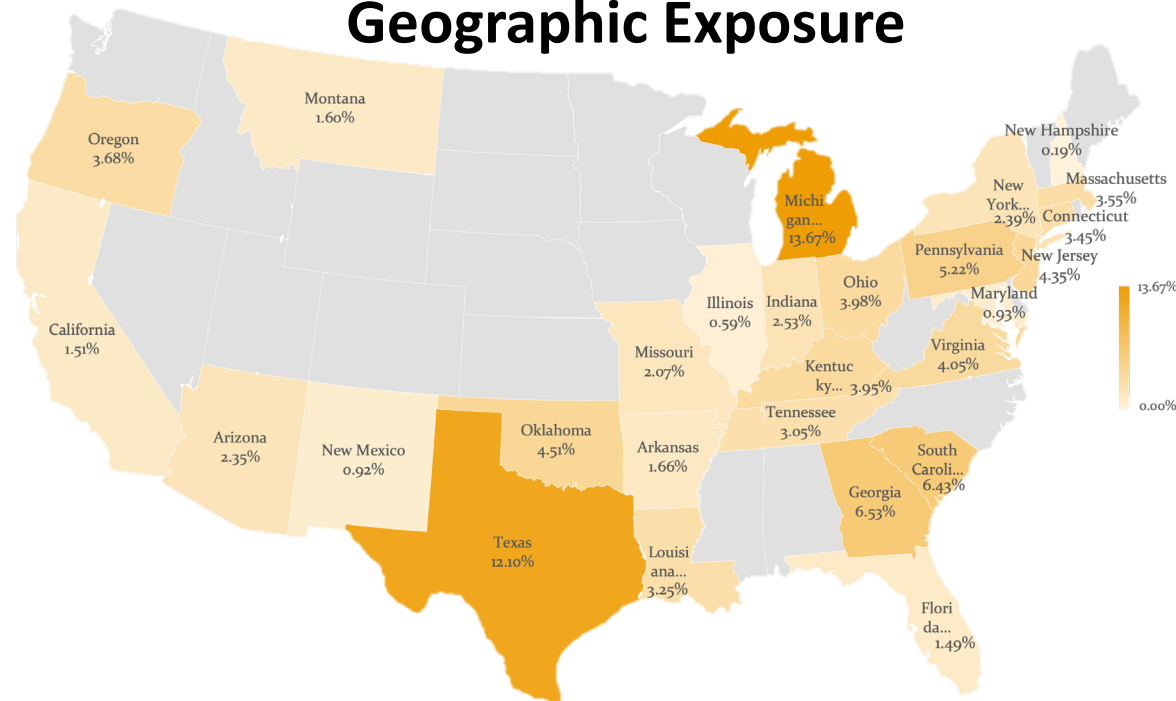 Geographic Exposure
Montana
1.60%
Oregon
3.68%
New Hampshire
0.19%
Massachusetts
3.55%
New
York...
2.39%
Connecticut
3.45%
Michi
gan...
13.67%
Pennsylvania
5.22%
New Jersey
4.35%
Ohio
3.98%
Illinois
0.59%
Indiana
2.53%
Maryland
0.93%
13.67%
0.00%
California
1.51%
Missouri
2.07%
Virginia
4.05%
Kentuc
ky... 3.95%
Tennessee
3.05%
Arizona
2.35%
New Mexico
0.92%
Oklahoma
4.51%
Arkansas
1.66%
South
Caroli...
6.43%
Georgia
6.53%
Texas
12.10%
Louisi
ana...
3.25%
Flori
da...
1.49%